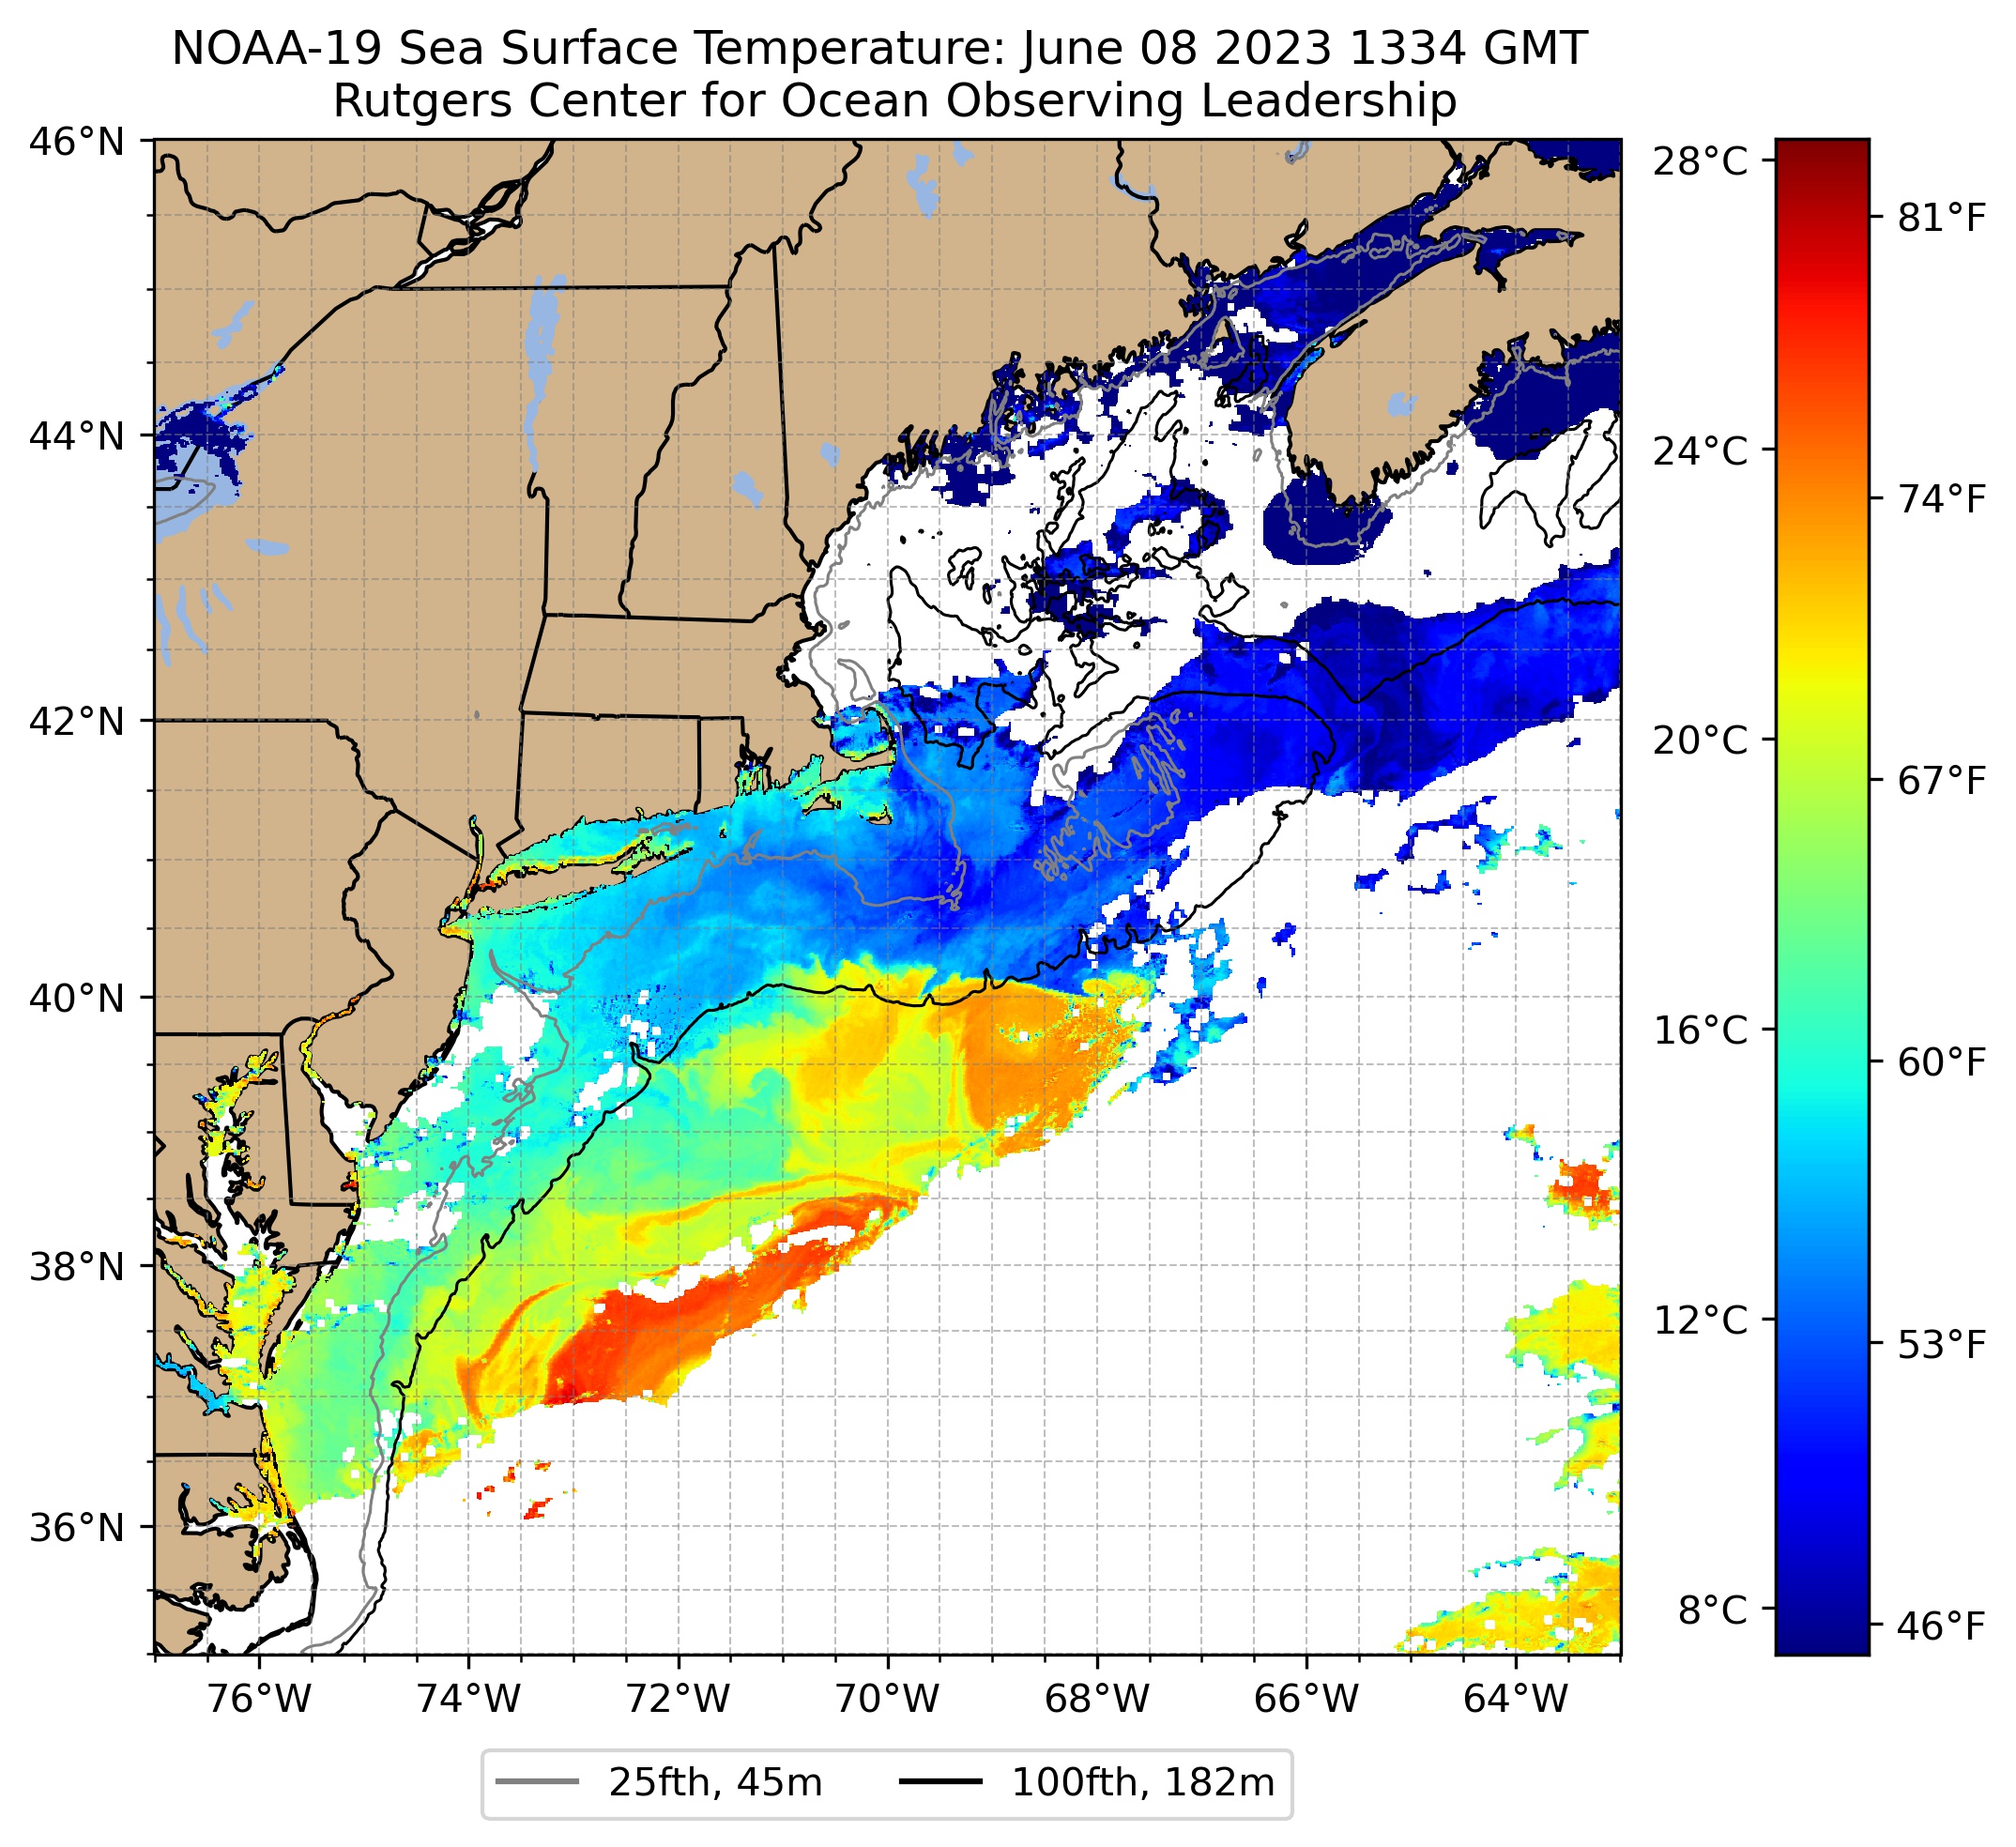 NOAA-19 Sea Surface Temperature: June 08 2023 1334 GMT
Rutgers Center for Ocean Observing Leadership
46°N
44°N
42°N
40°N
38°N
36°N
76°W
74°W
72°W
70°W
68°W
66°W
64°W
28°C
24°C
20°C
16°C
12°C
8°C
81°F
74°F
67°F
60°F
53°F
46°F
25fth, 45m
100fth, 182m